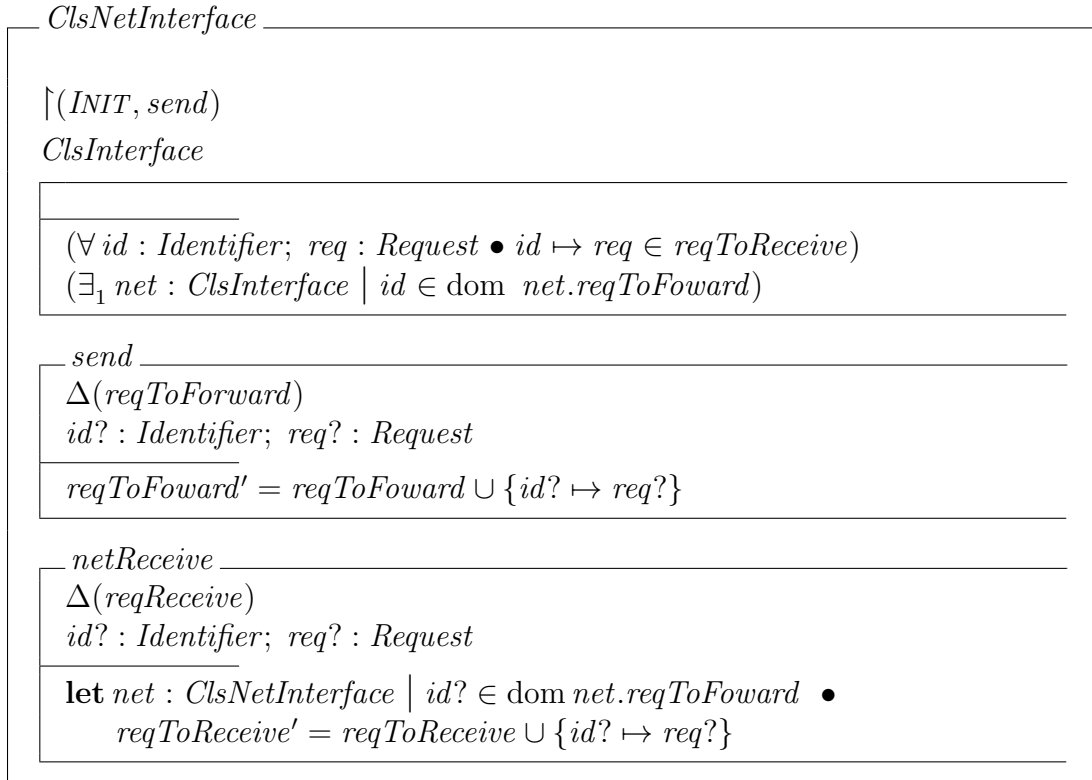 ClsNetInterface
↾(INIT, send)
ClsInterface
(∀ id : Identifier; req : Request • id ↦ req ∈ reqToReceive)
(∃₁ net : ClsInterface | id ∈ dom net.reqToFoward)
send
Δ(reqToForward)
id? : Identifier; req? : Request
reqToFoward′ = reqToFoward ∪ {id? ↦ req?}
netReceive
Δ(reqReceive)
id? : Identifier; req? : Request
let net : ClsNetInterface | id? ∈ dom net.reqToFoward •
reqToReceive′ = reqToReceive ∪ {id? ↦ req?}